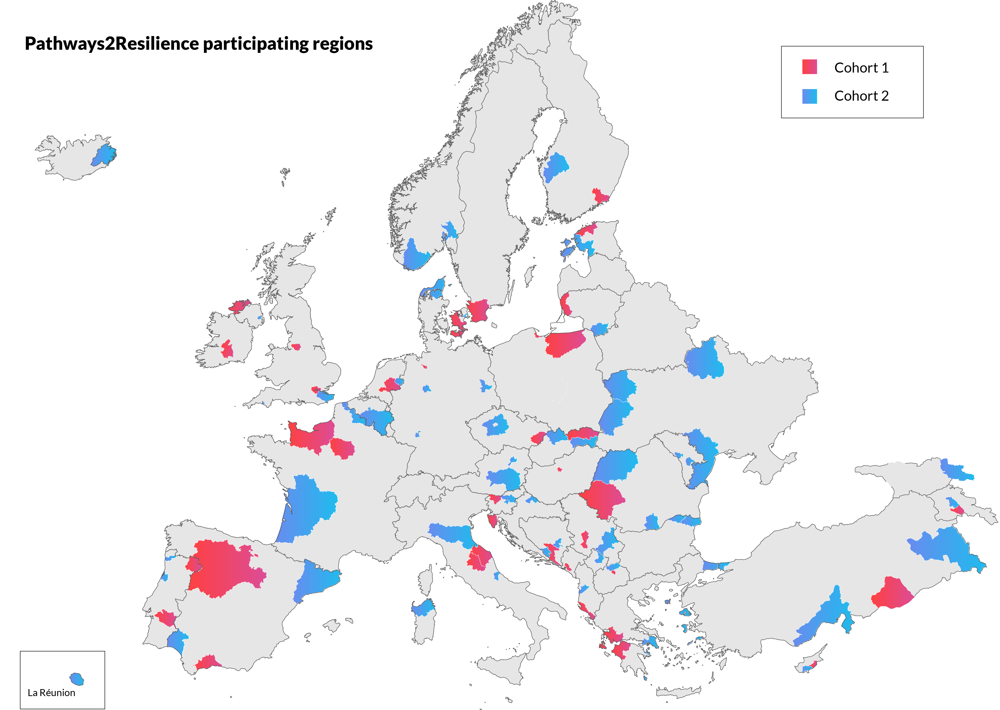 Pathways2Resilience participating regions
Cohort 1
Cohort 2
La Réunion